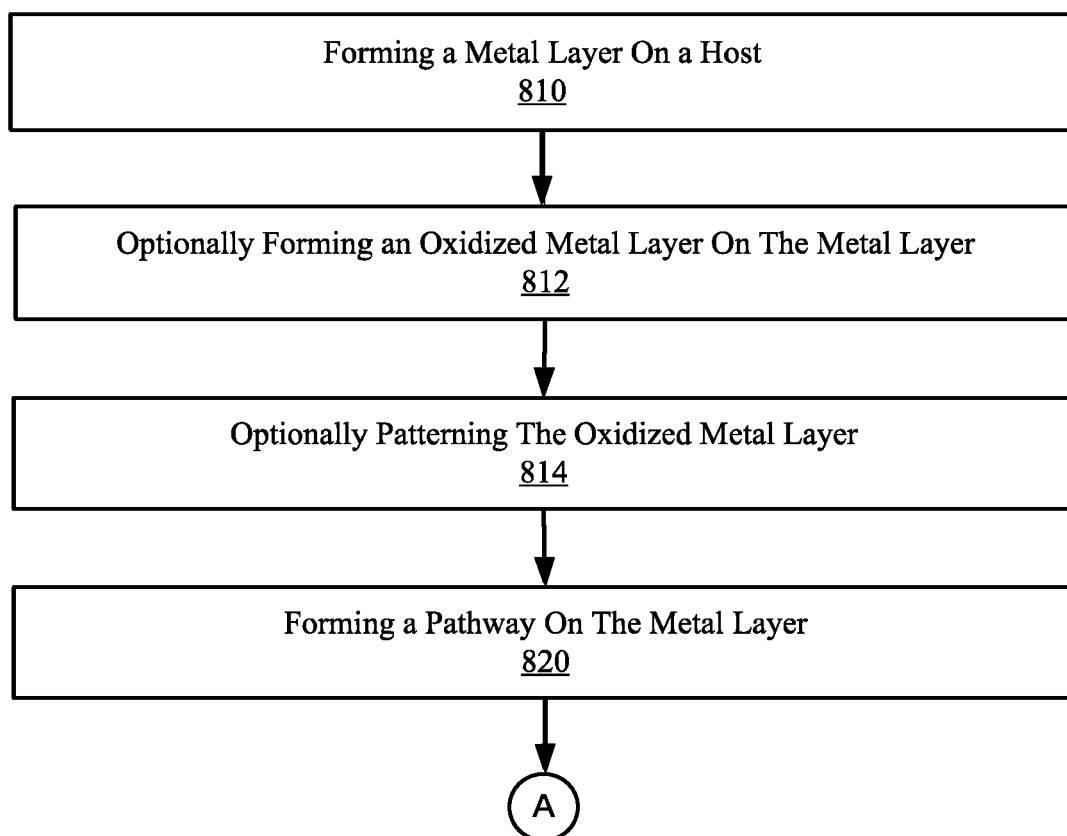 Forming a Metal Layer On a Host
810
Optionally Forming an Oxidized Metal Layer On The Metal Layer
812
Optionally Patterning The Oxidized Metal Layer
814
Forming a Pathway On The Metal Layer
820
A